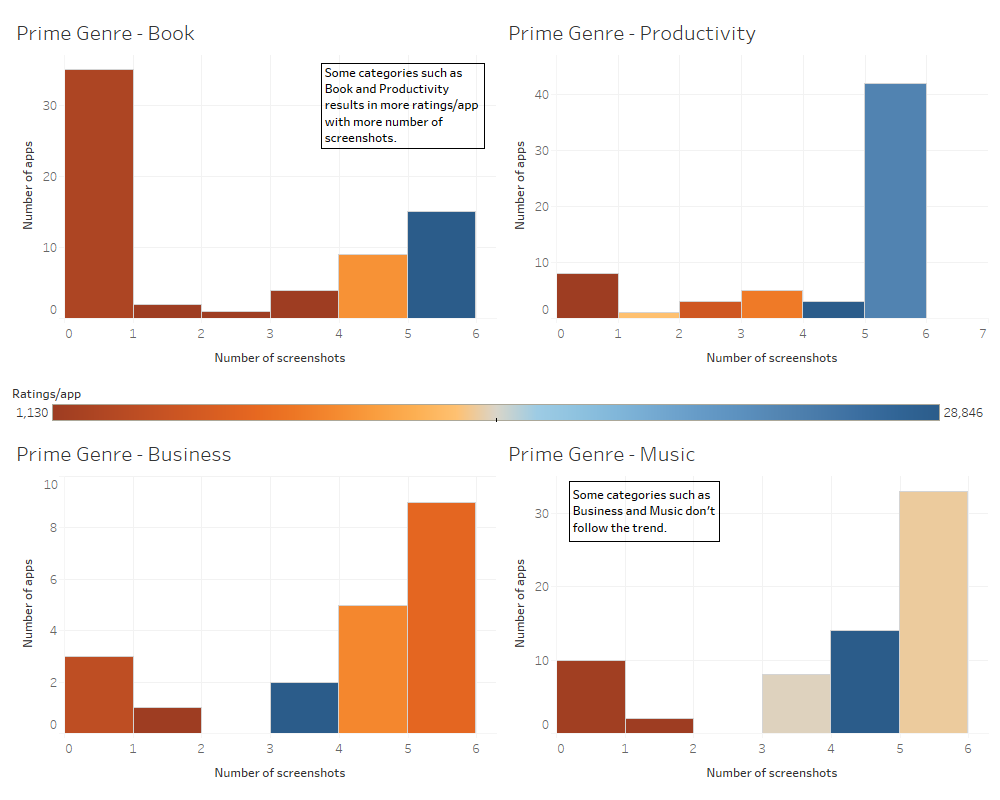 Prime Genre - Book
Some categories such as
Book and Productivity
results in more ratings/app
with more number of
screenshots.
Number of apps
30
20
10
0
0 1 2 3 4 5 6
Number of screenshots
Prime Genre - Productivity
Number of apps
40
30
20
10
0
0 1 2 3 4 5 6 7
Number of screenshots
Ratings/app
1,130 28,846
Prime Genre - Business
Number of apps
10
8
6
4
2
0
0 1 2 3 4 5 6
Number of screenshots
Prime Genre - Music
Some categories such as
Business and Music don’t
follow the trend.
Number of apps
30
20
10
0
0 1 2 3 4 5 6
Number of screenshots